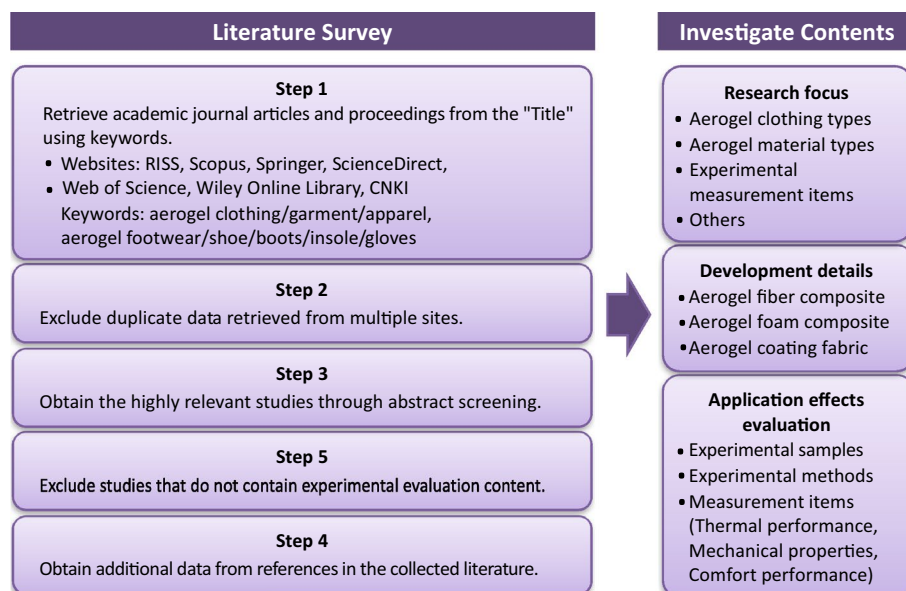 Literature Survey
Step 1
Retrieve academic journal articles and proceedings from the "Title"
using keywords.
• Websites: RISS, Scopus, Springer, ScienceDirect,
• Web of Science, Wiley Online Library, CNKI
Keywords: aerogel clothing/garment/apparel,
aerogel footwear/shoe/boots/insole/gloves
Step 2
Exclude duplicate data retrieved from multiple sites.
Step 3
Obtain the highly relevant studies through abstract screening.
Step 5
Exclude studies that do not contain experimental evaluation content.
Step 4
Obtain additional data from references in the collected literature.
Investigate Contents
Research focus
• Aerogel clothing types
• Aerogel material types
• Experimental
measurement items
• Others
Development details
• Aerogel fiber composite
• Aerogel foam composite
• Aerogel coating fabric
Application effects
evaluation
• Experimental samples
• Experimental methods
• Measurement items
(Thermal performance,
Mechanical properties,
Comfort performance)